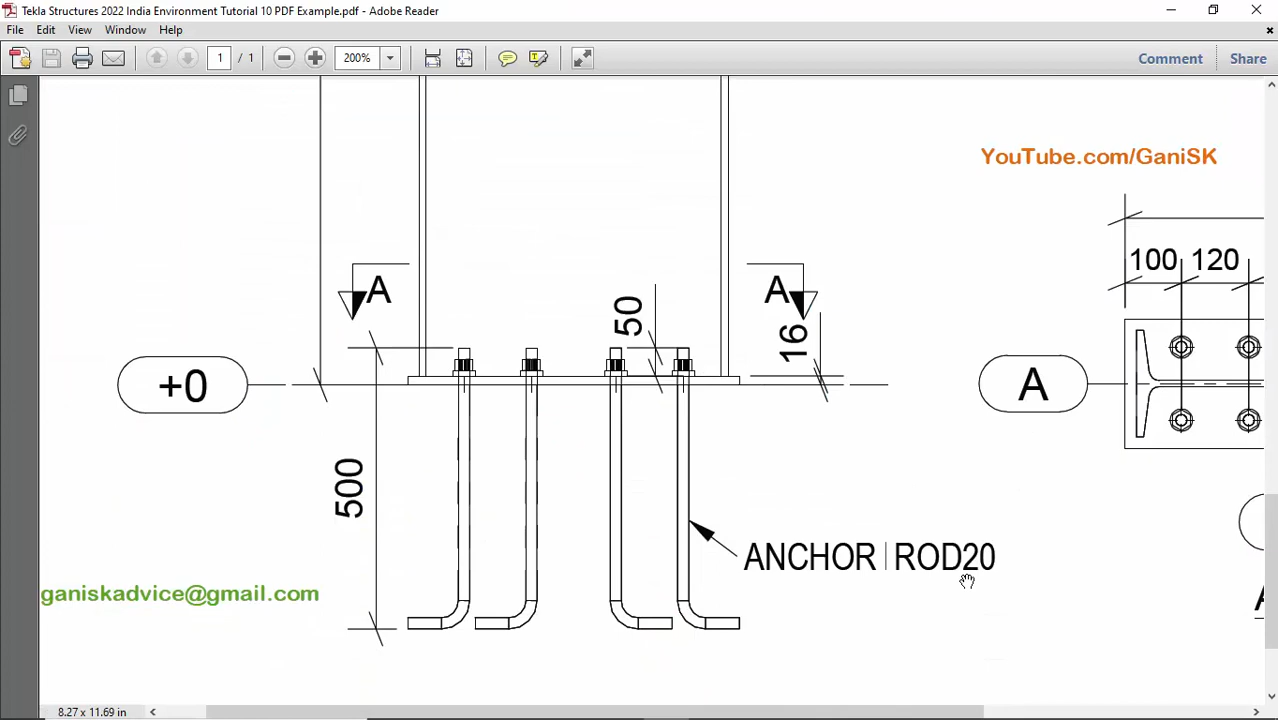 Tekla Structures 2022 India Environment Tutorial 10 PDF Example.pdf - Adobe Reader
File Edit View Window Help
1 / 1 200% Comment Share
YouTube.com/GaniSK
100 120
A A
50
16
+0
A
500
ANCHOR | ROD20
ganiskadvice@gmail.com
8.27 x 11.69 in